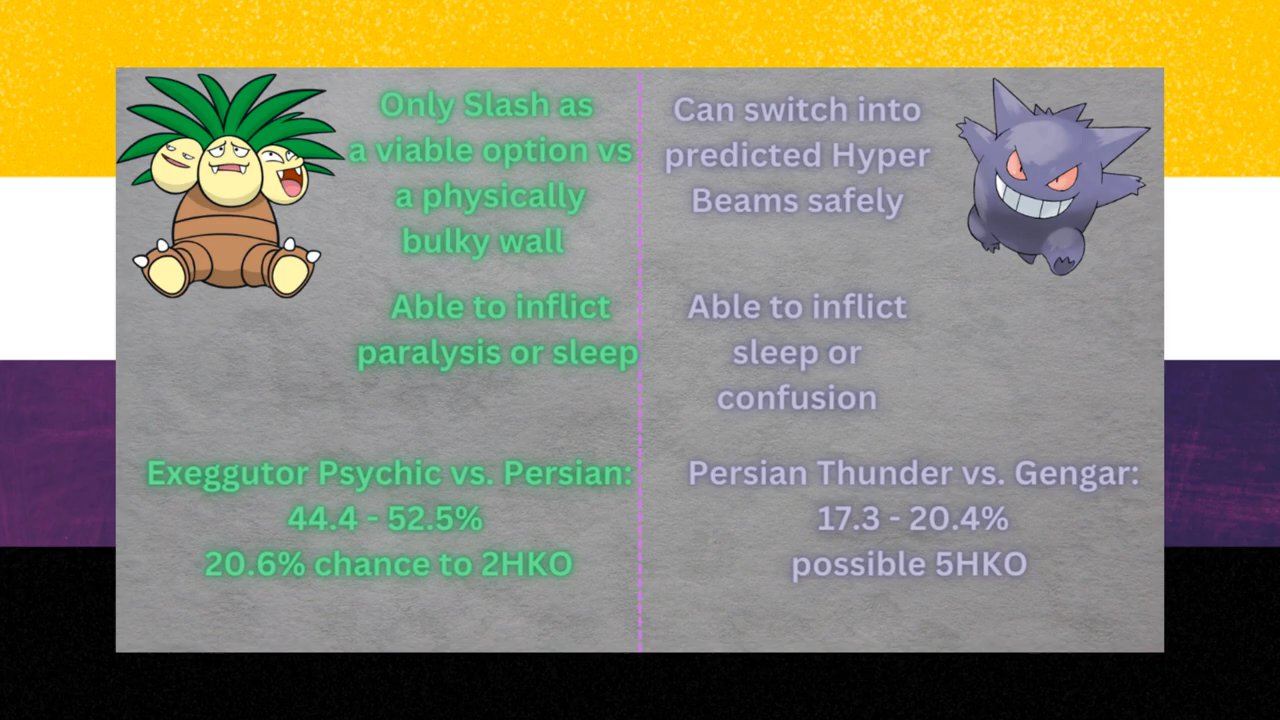 Only Slash as
a viable option vs
a physically
bulky wall
Able to inflict
paralysis or sleep
Exeggutor Psychic vs. Persian:
44.4 - 52.5%
20.6% chance to 2HKO
Can switch into
predicted Hyper
Beams safely
Able to inflict
sleep or
confusion
Persian Thunder vs. Gengar:
17.3 - 20.4%
possible 5HKO